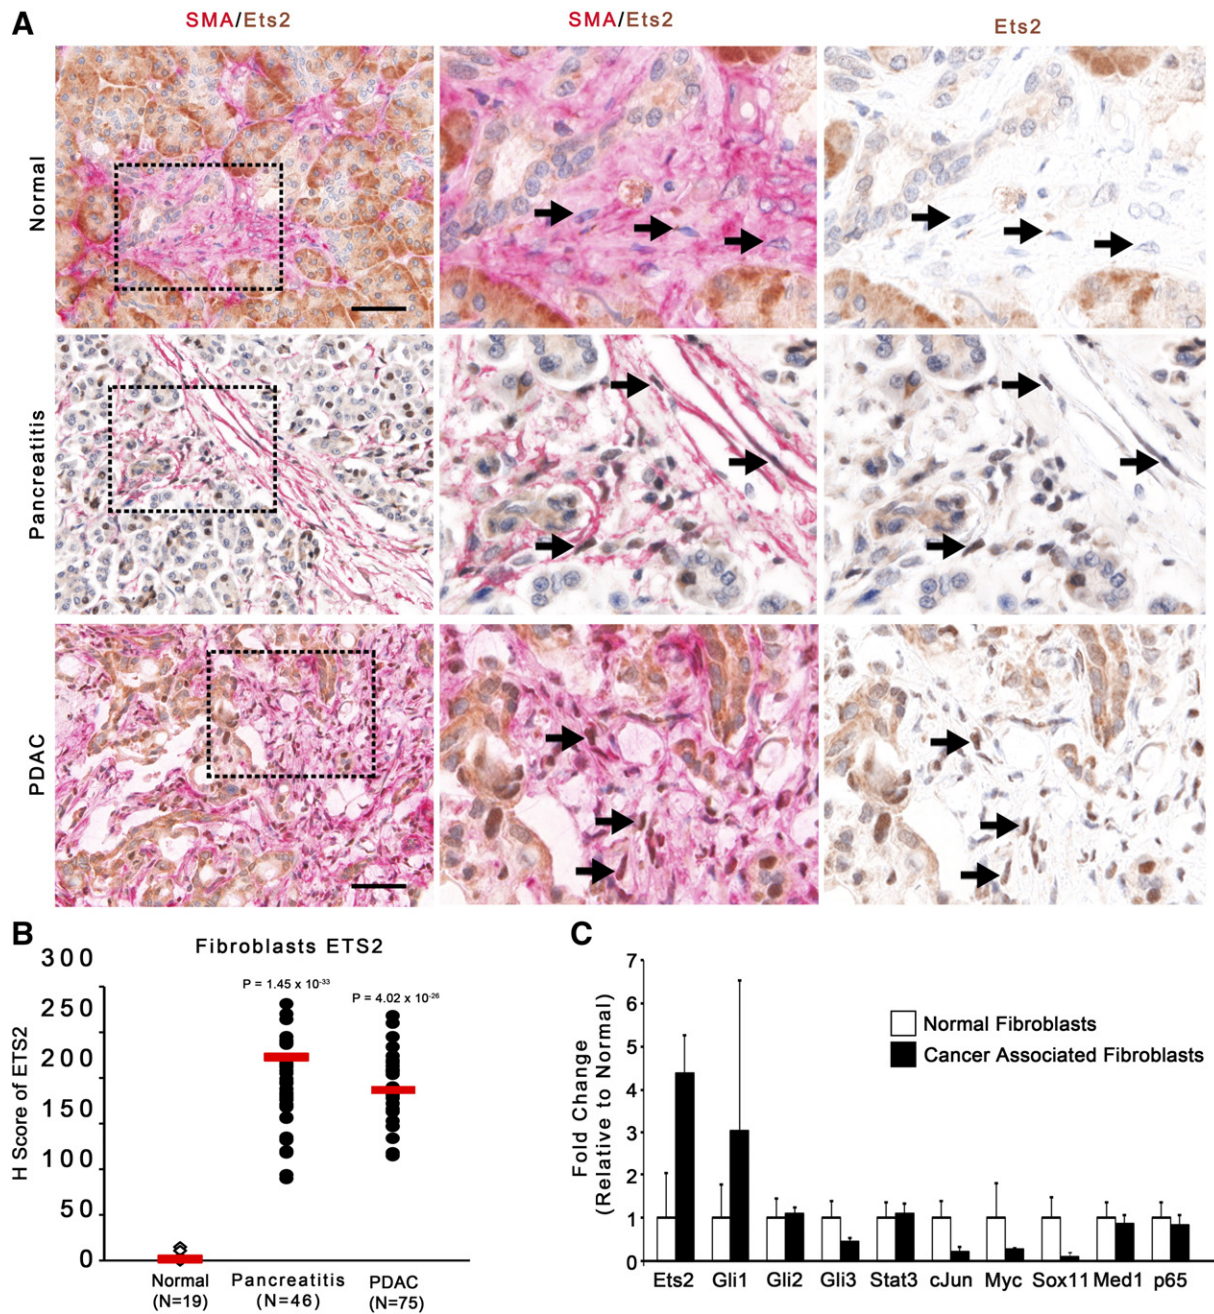 A
SMA/Ets2
SMA/Ets2
Ets2
Normal
Pancreatitis
PDAC
B
Fibroblasts ETS2
H Score of ETS2
300
250
200
150
100
50
0
P = 1.45 x 10-33
P = 4.02 x 10-26
Normal
(N=19)
Pancreatitis
(N=46)
PDAC
(N=75)
C
Fold Change
(Relative to Normal)
7
6
5
4
3
2
1
0
Normal Fibroblasts
Cancer Associated Fibroblasts
Ets2 Gli1 Gli2 Gli3 Stat3 cJun Myc Sox11 Med1 p65